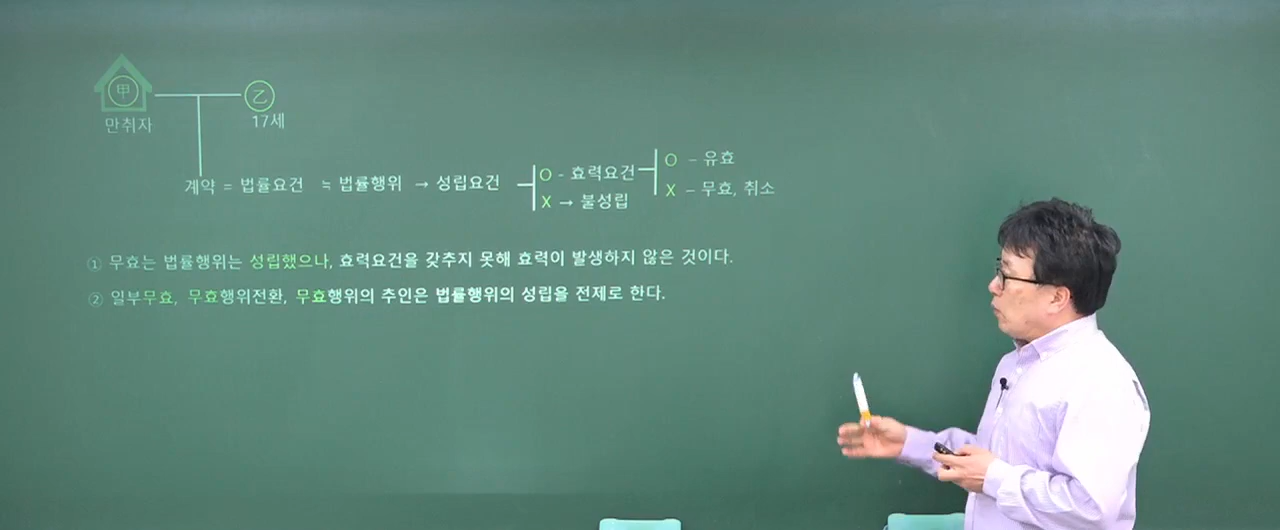 甲 乙
만취자 17세
계약 = 법률요건 ≒ 법률행위 → 성립요건
O - 효력요건
X → 불성립
O - 유효
X - 무효, 취소
① 무효는 법률행위는 성립했으나, 효력요건을 갖추지 못해 효력이 발생하지 않은 것이다.
② 일부무효, 무효행위전환, 무효행위의 추인은 법률행위의 성립을 전제로 한다.